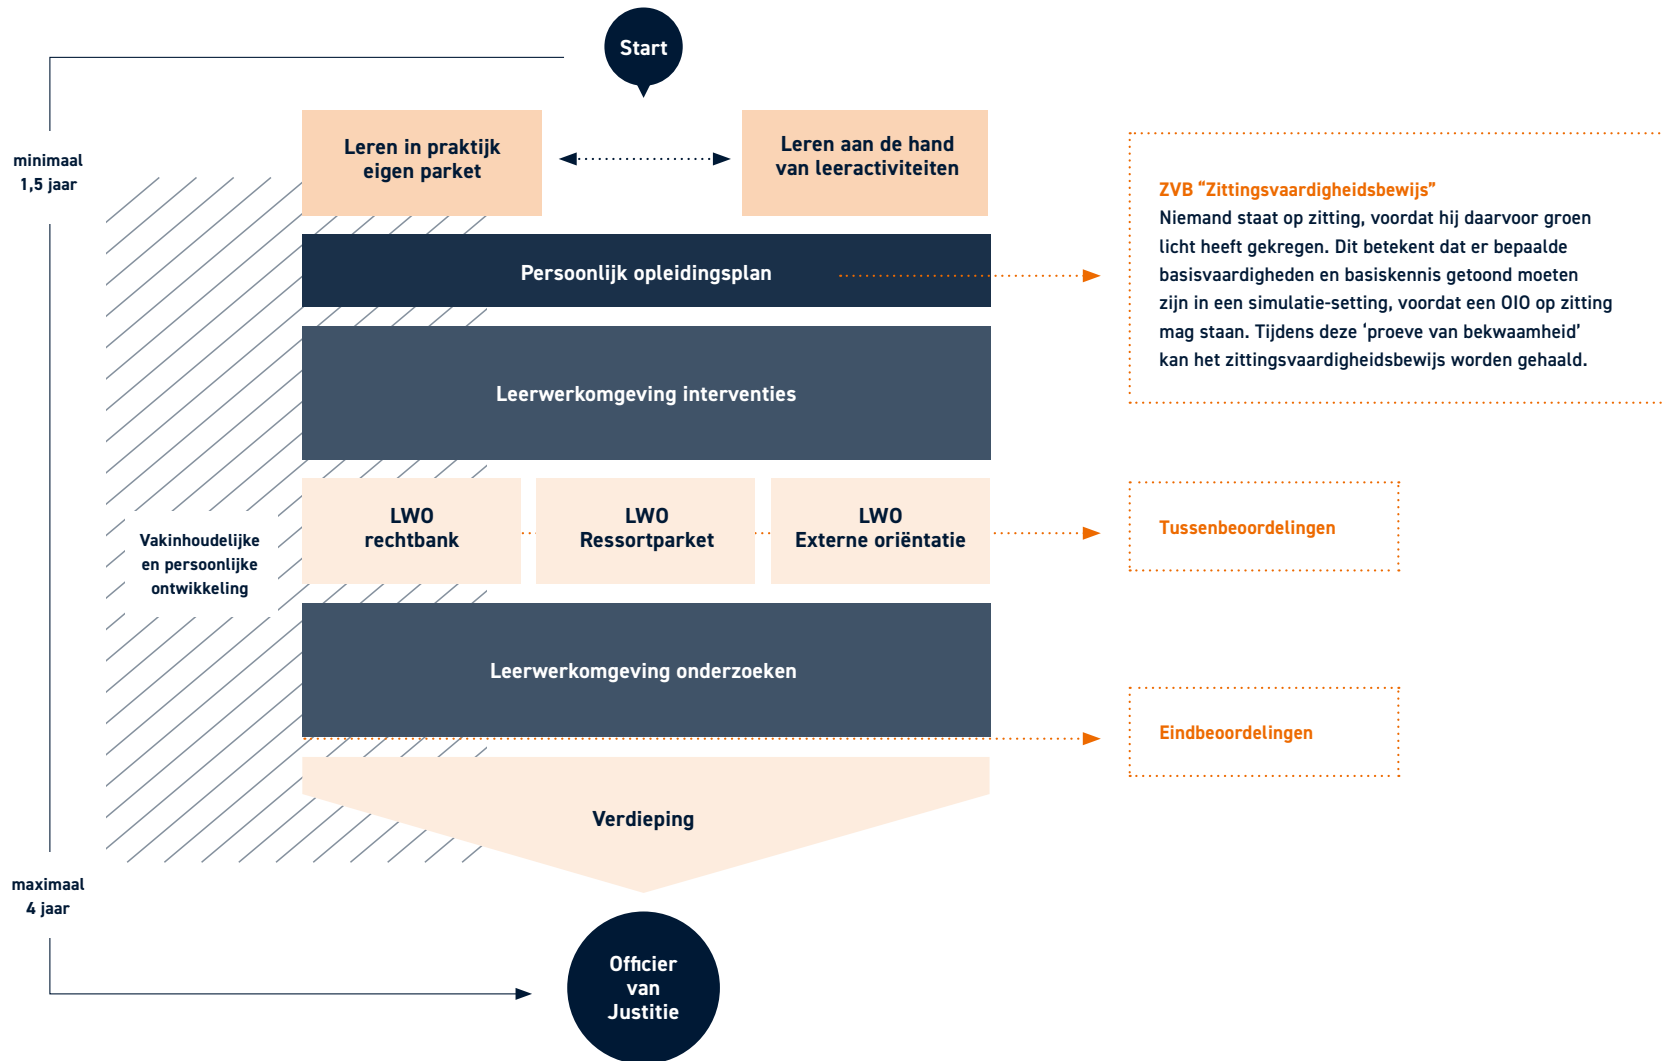 Start
minimaal
1,5 jaar
Leren in praktijk
eigen parket
Leren aan de hand
van leeractiviteiten
Persoonlijk opleidingsplan
ZVB “Zittingsvaardigheidsbewijs”
Niemand staat op zitting, voordat hij daarvoor groen
licht heeft gekregen. Dit betekent dat er bepaalde
basisvaardigheden en basiskennis getoond moeten
zijn in een simulatie-setting, voordat een OIO op zitting
mag staan. Tijdens deze ‘proeve van bekwaamheid’
kan het zittingsvaardigheidsbewijs worden gehaald.
Leerwerkomgeving interventies
Vakinhoudelijke
en persoonlijke
ontwikkeling
LWO
rechtbank
LWO
Ressortparket
LWO
Externe oriëntatie
Tussenbeoordelingen
Leerwerkomgeving onderzoeken
Eindbeoordelingen
Verdieping
maximaal
4 jaar
Officier
van
Justitie